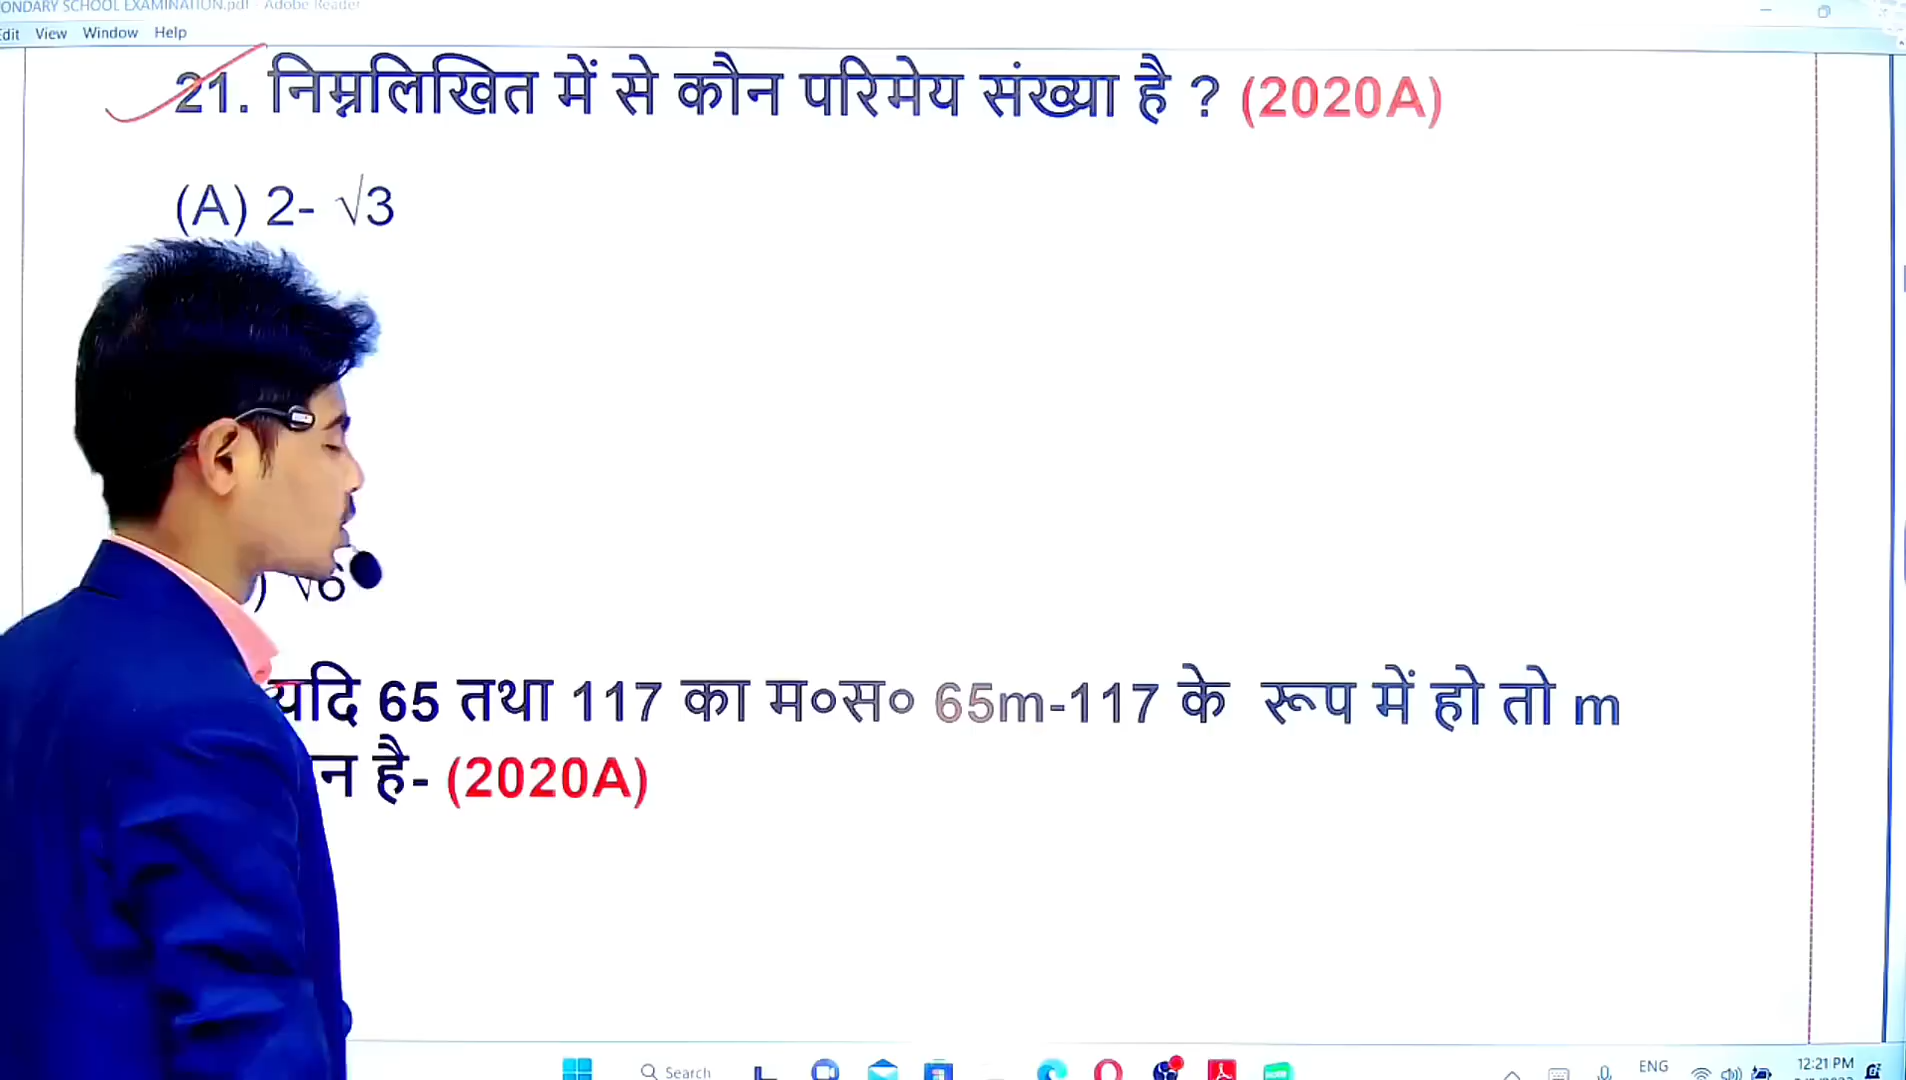 ONDARY SCHOOL EXAMINATION.pdf - Adobe Reader
Edit View Window Help
21. निम्नलिखित में से कौन परिमेय संख्या है ? (2020A)
(A) 2- √3
) √6
यदि 65 तथा 117 का म०स० 65m-117 के रूप में हो तो m
न है- (2020A)
Search
ENG
12:21 PM